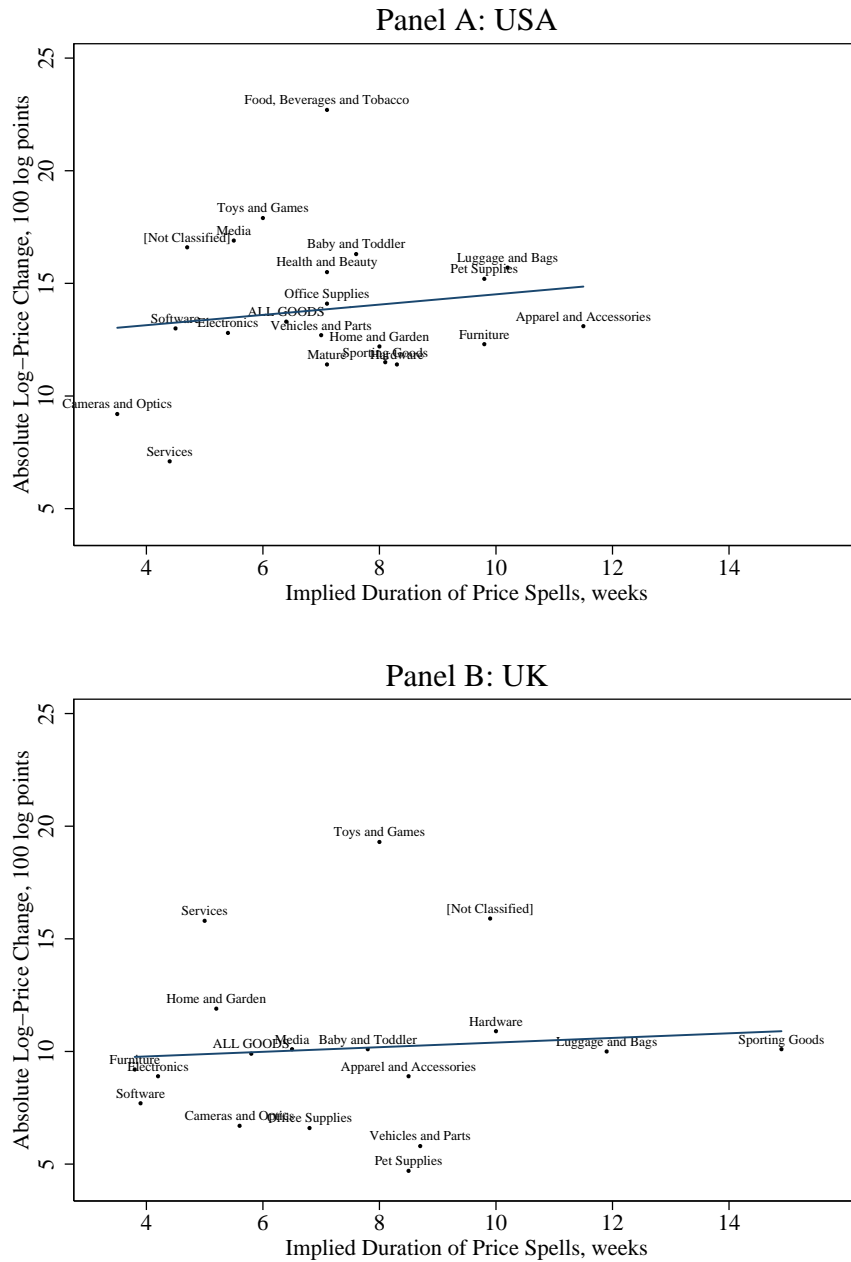 Panel A: USA
Absolute Log−Price Change, 100 log points
25
20
15
10
5
Food, Beverages and Tobacco
Toys and Games
Media
[Not Classified]
Baby and Toddler
Health and Beauty
Luggage and Bags
Pet Supplies
Office Supplies
ALL GOODS
Software
Electronics
Vehicles and Parts
Apparel and Accessories
Home and Garden
Furniture
Sporting Goods
Mature
Hardware
Cameras and Optics
Services
4 6 8 10 12 14
Implied Duration of Price Spells, weeks
Panel B: UK
Absolute Log−Price Change, 100 log points
25
20
15
10
5
Toys and Games
Services
[Not Classified]
Home and Garden
Hardware
Media
Baby and Toddler
ALL GOODS
Luggage and Bags
Sporting Goods
Furniture
Electronics
Apparel and Accessories
Software
Cameras and Optics
Office Supplies
Vehicles and Parts
Pet Supplies
4 6 8 10 12 14
Implied Duration of Price Spells, weeks